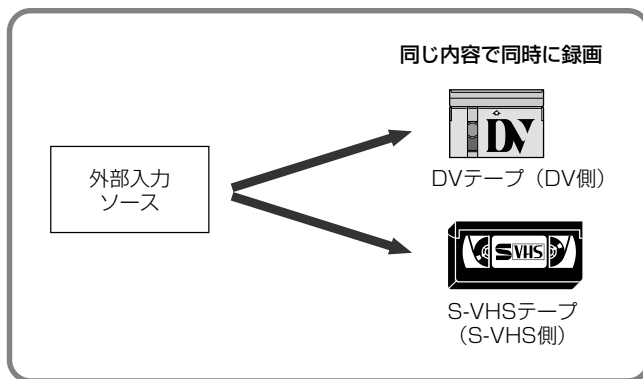 同じ内容で同時に録画
DV
DVテープ（DV側）
外部入力
ソース
S VHS
S-VHSテープ
（S-VHS側）